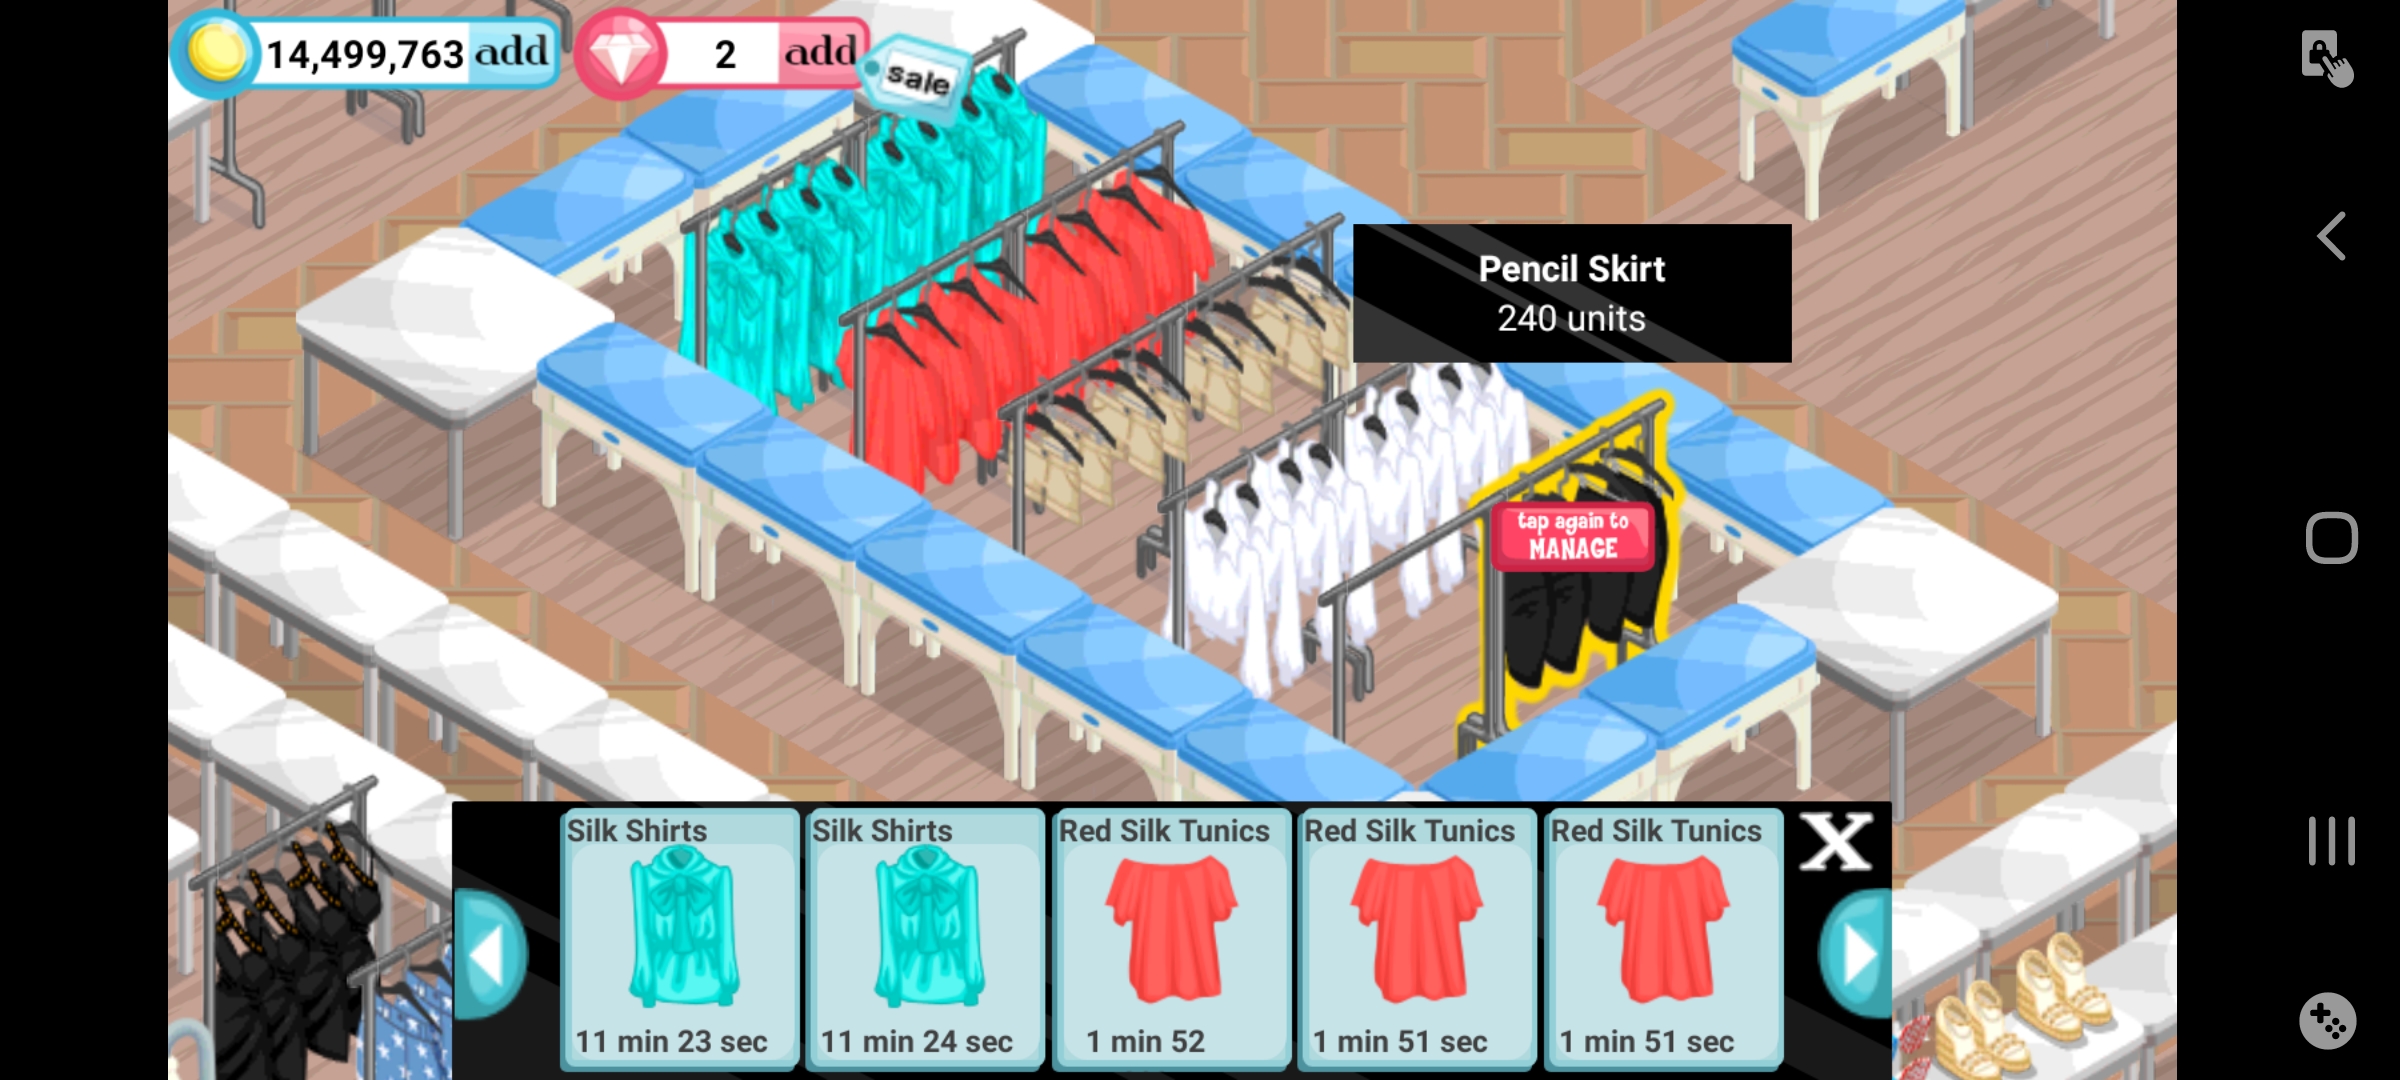 14,499,763 add
2 add
sale
Pencil Skirt
240 units
tap again to
MANAGE
Silk Shirts
11 min 23 sec
Silk Shirts
11 min 24 sec
Red Silk Tunics
1 min 52
Red Silk Tunics
1 min 51 sec
Red Silk Tunics
1 min 51 sec
X